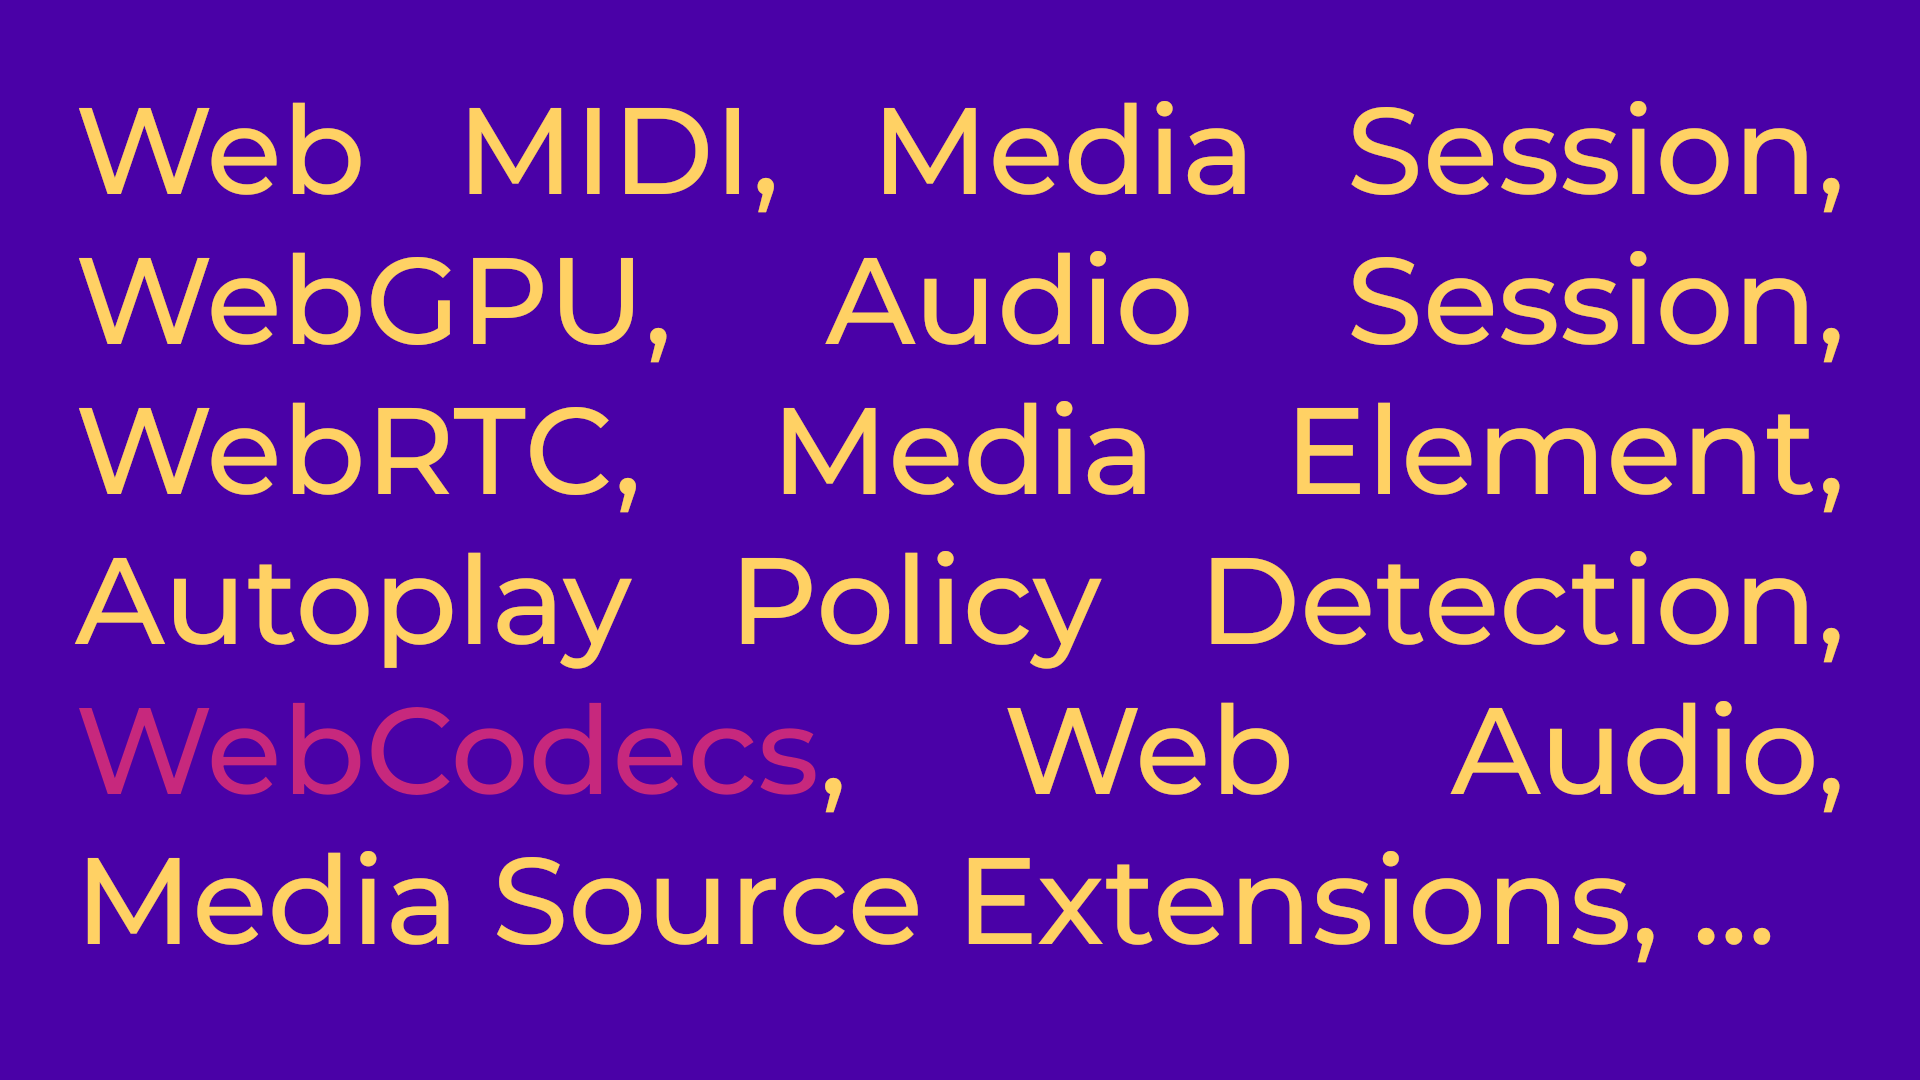 Web MIDI, Media Session,
WebGPU, Audio Session,
WebRTC, Media Element,
Autoplay Policy Detection,
WebCodecs, Web Audio,
Media Source Extensions, ...